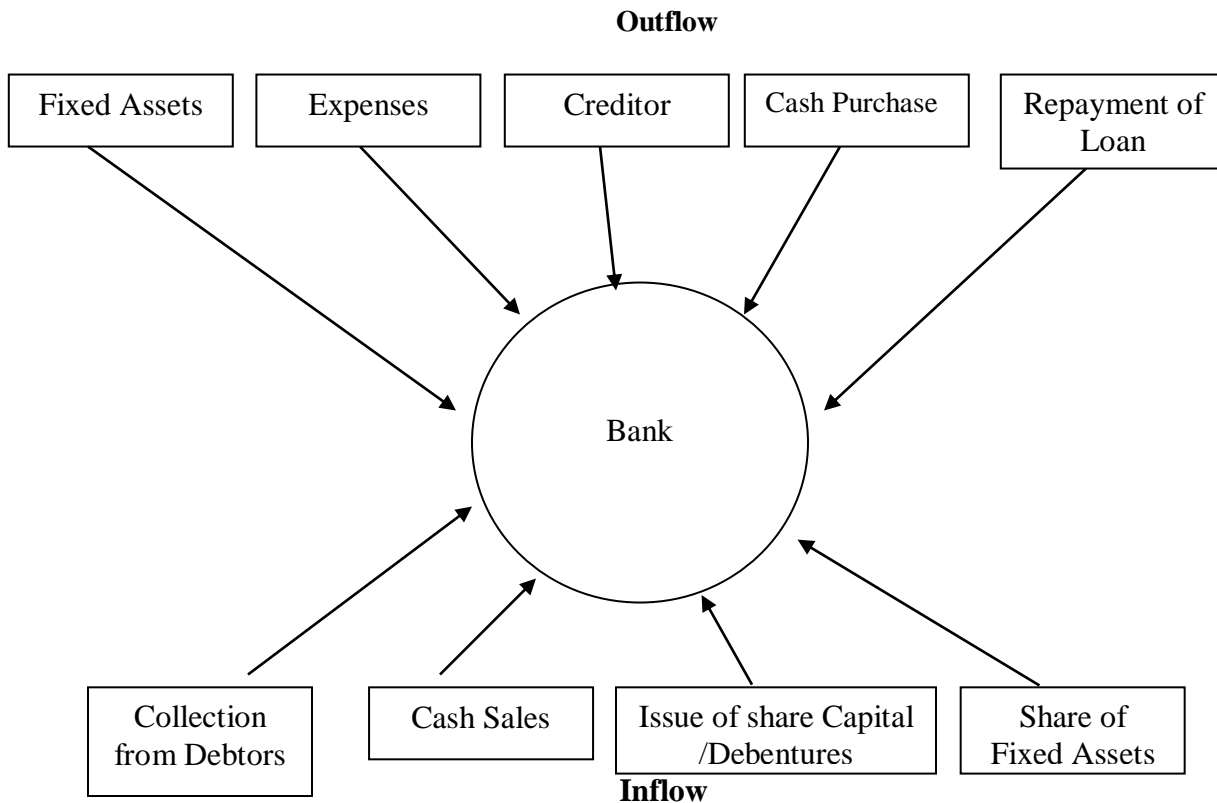 Outflow
Fixed Assets
Expenses
Creditor
Cash Purchase
Repayment of
Loan
Bank
Collection
from Debtors
Cash Sales
Issue of share Capital
/Debentures
Share of
Fixed Assets
Inflow